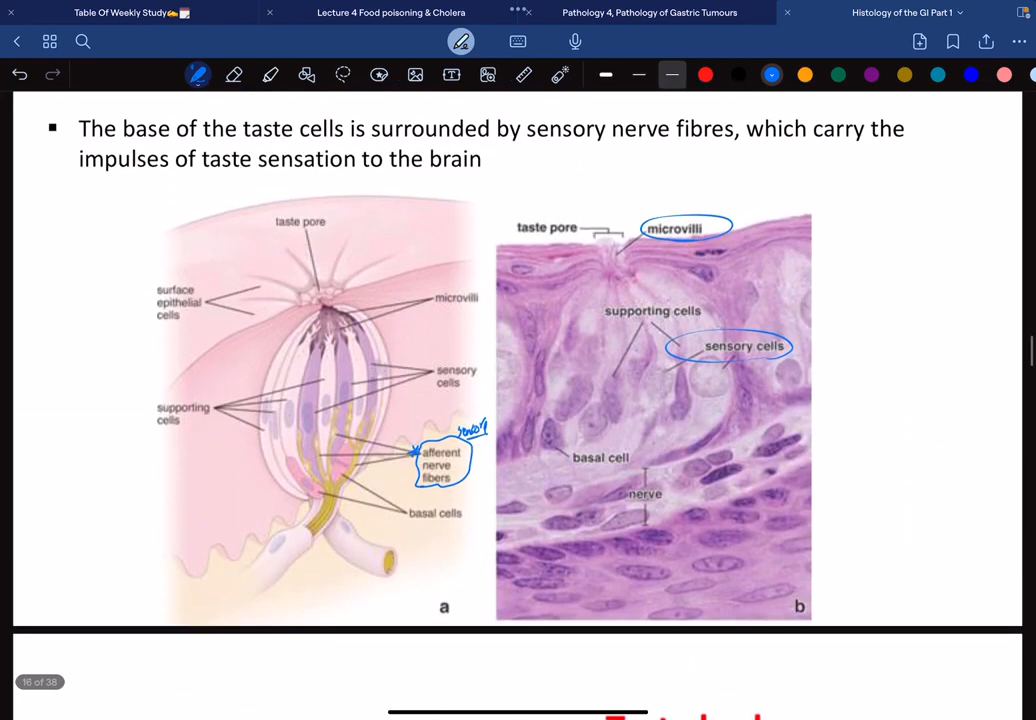 Table Of Weekly Study✍️🗓️
Lecture 4 Food poisoning & Cholera
Pathology 4, Pathology of Gastric Tumours
Histology of the GI Part 1
The base of the taste cells is surrounded by sensory nerve fibres, which carry the
impulses of taste sensation to the brain
taste pore
surface
epithelial
cells
microvilli
sensory
cells
supporting
cells
sensory
afferent
nerve
fibers
basal cells
a
taste pore
microvilli
supporting cells
sensory cells
basal cell
nerve
b
16 of 38